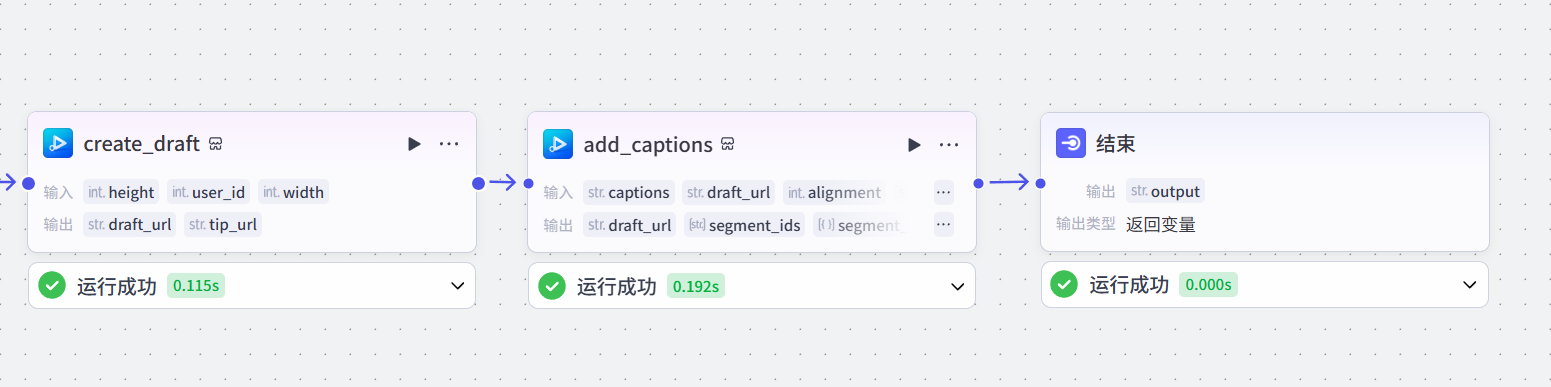 create_draft
输入 int. height int. user_id int. width
输出 str. draft_url str. tip_url
运行成功 0.115s
add_captions
输入 str. captions str. draft_url int. alignment ...
输出 str. draft_url [str] segment_ids [{}] segment_ ...
运行成功 0.192s
结束
输出 str. output
输出类型 返回变量
运行成功 0.000s